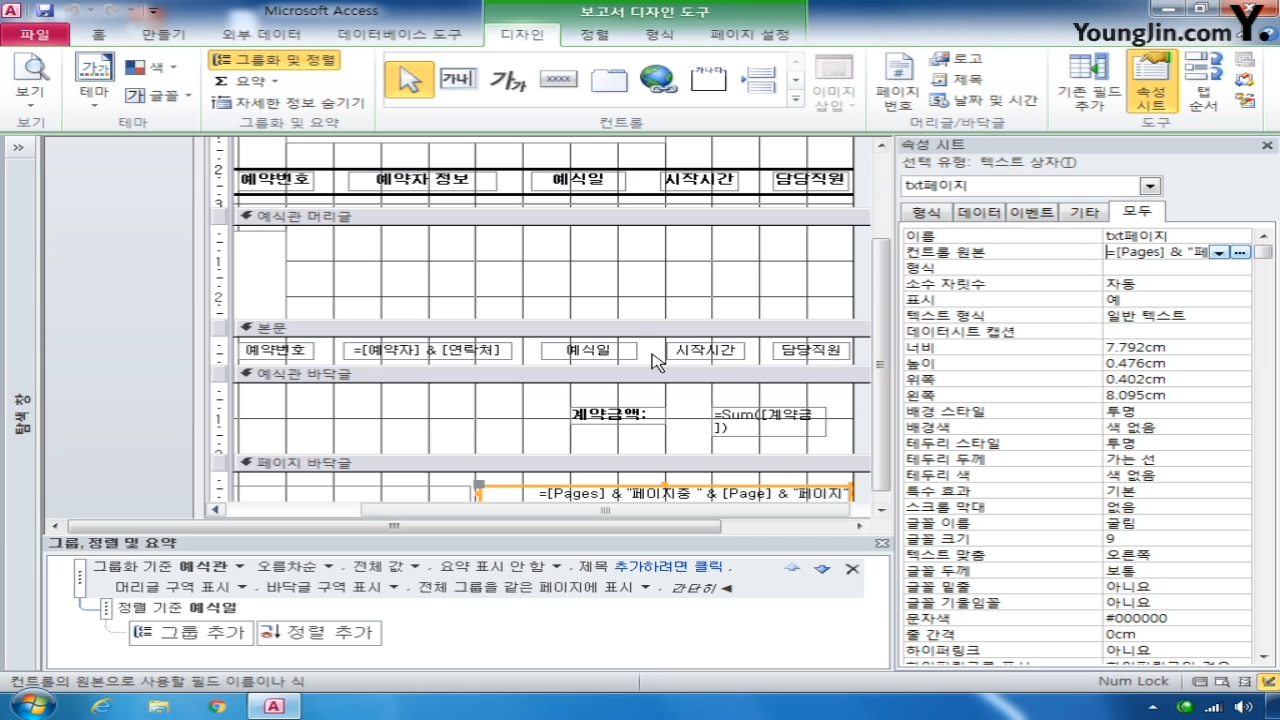 Microsoft Access
보고서 디자인 도구
YoungJin.com Y.
파일 홈 만들기 외부 데이터 데이터베이스 도구 디자인 정렬 형식 페이지 설정
보기 테마 색 글꼴 그룹화 및 정렬 요약 자세한 정보 숨기기
가나다 이미지 삽입 페이지 번호 로고 제목 날짜 및 시간 기존 필드 추가 속성 시트 탭 순서
보기 테마 그룹화 및 요약 컨트롤 머리글/바닥글 도구
탐색 창
예약번호 예약자 정보 예식일 시작시간 담당직원
예식관 머리글
본문
예약번호 =[예약자] & [연락처] 예식일 시작시간 담당직원
예식관 바닥글
계약금액: =Sum([계약금
])
페이지 바닥글
=[Pages] & "페이지중 " & [Page] & "페이지"
그룹, 정렬 및 요약
그룹화 기준 예식관 오름차순 , 전체 값 , 요약 표시 안 함 , 제목 추가하려면 클릭 ,
머리글 구역 표시 , 바닥글 구역 표시 , 전체 그룹을 같은 페이지에 표시 , 간단히 ◀
정렬 기준 예식일
그룹 추가 정렬 추가
속성 시트
선택 유형: 텍스트 상자(I)
txt페이지
형식 데이터 이벤트 기타 모두
이름 txt페이지
컨트롤 원본 =[Pages] & "페
형식
소수 자릿수 자동
표시 예
텍스트 형식 일반 텍스트
데이터시트 캡션
너비 7.792cm
높이 0.476cm
위쪽 0.402cm
왼쪽 8.095cm
배경 스타일 투명
배경색 색 없음
테두리 스타일 투명
테두리 두께 가는 선
테두리 색 색 없음
특수 효과 기본
스크롤 막대 없음
글꼴 이름 굴림
글꼴 크기 9
텍스트 맞춤 오른쪽
글꼴 두께 보통
글꼴 밑줄 아니요
글꼴 기울임꼴 아니요
문자색 #000000
줄 간격 0cm
하이퍼링크 아니요
컨트롤의 원본으로 사용할 필드 이름이나 식
Num Lock